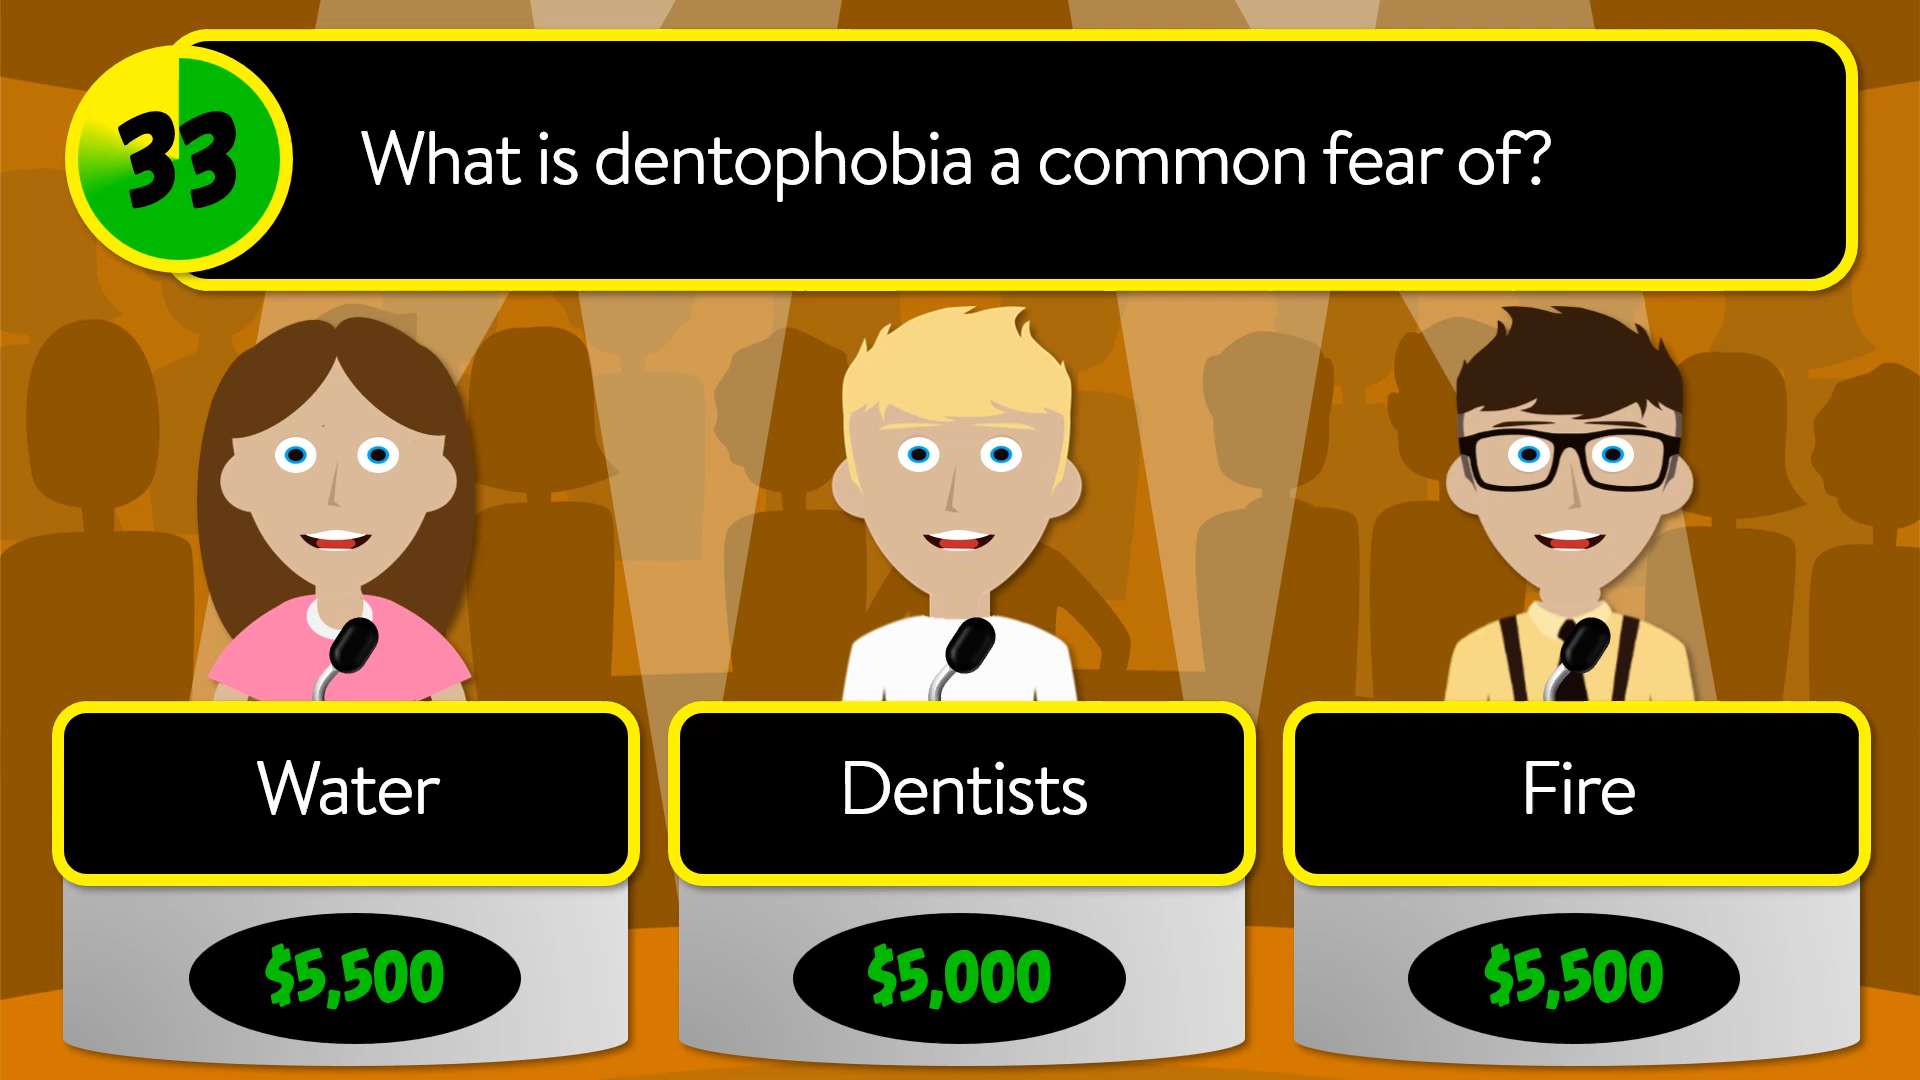 33
What is dentophobia a common fear of?
Water
Dentists
Fire
$5,500
$5,000
$5,500